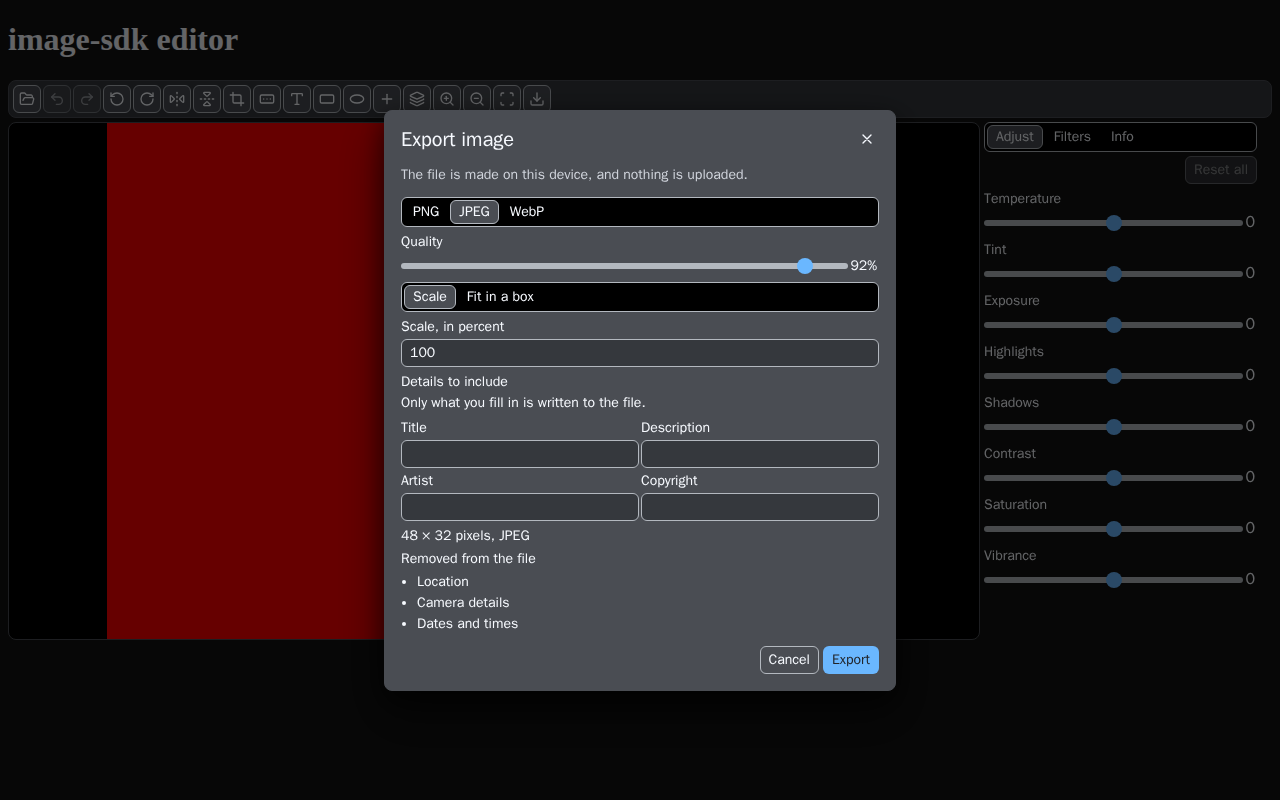 image-sdk editor
Export image
The file is made on this device, and nothing is uploaded.
PNG JPEG WebP
Quality
92%
Scale Fit in a box
Scale, in percent
100
Details to include
Only what you fill in is written to the file.
Title Description
Artist Copyright
48 × 32 pixels, JPEG
Removed from the file
• Location
• Camera details
• Dates and times
Cancel Export
Adjust Filters Info
Reset all
Temperature
0
Tint
0
Exposure
0
Highlights
0
Shadows
0
Contrast
0
Saturation
0
Vibrance
0